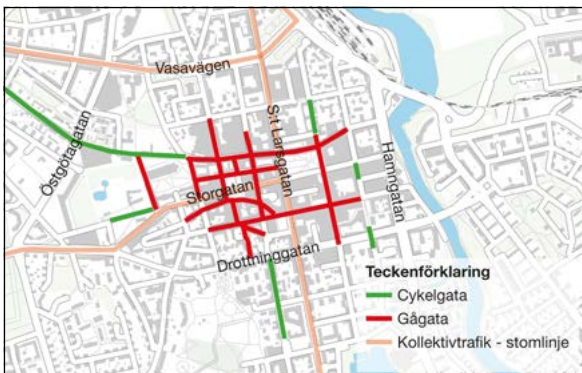 Vasavägen
S:t Larsgatan
Östgötagatan
Hamngatan
Storgatan
Drottninggatan
Teckenförklaring
Cykelgata
Gågata
Kollektivtrafik - stomlinje